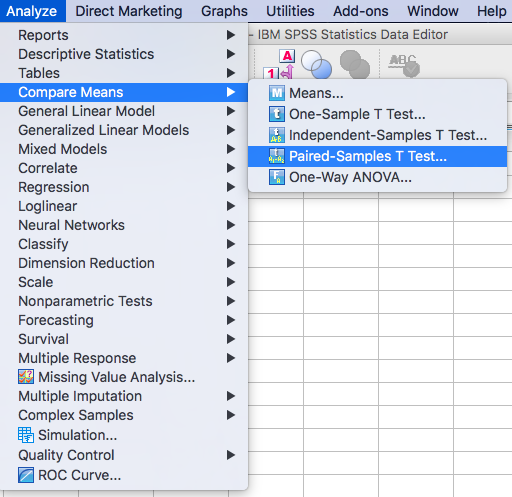 Analyze Direct Marketing Graphs Utilities Add-ons Window Help
- IBM SPSS Statistics Data Editor
Reports
Descriptive Statistics
Tables
Compare Means
General Linear Model
Generalized Linear Models
Mixed Models
Correlate
Regression
Loglinear
Neural Networks
Classify
Dimension Reduction
Scale
Nonparametric Tests
Forecasting
Survival
Multiple Response
Missing Value Analysis...
Multiple Imputation
Complex Samples
Simulation...
Quality Control
ROC Curve...
Means...
One-Sample T Test...
Independent-Samples T Test...
Paired-Samples T Test...
One-Way ANOVA...
A
1
ABC